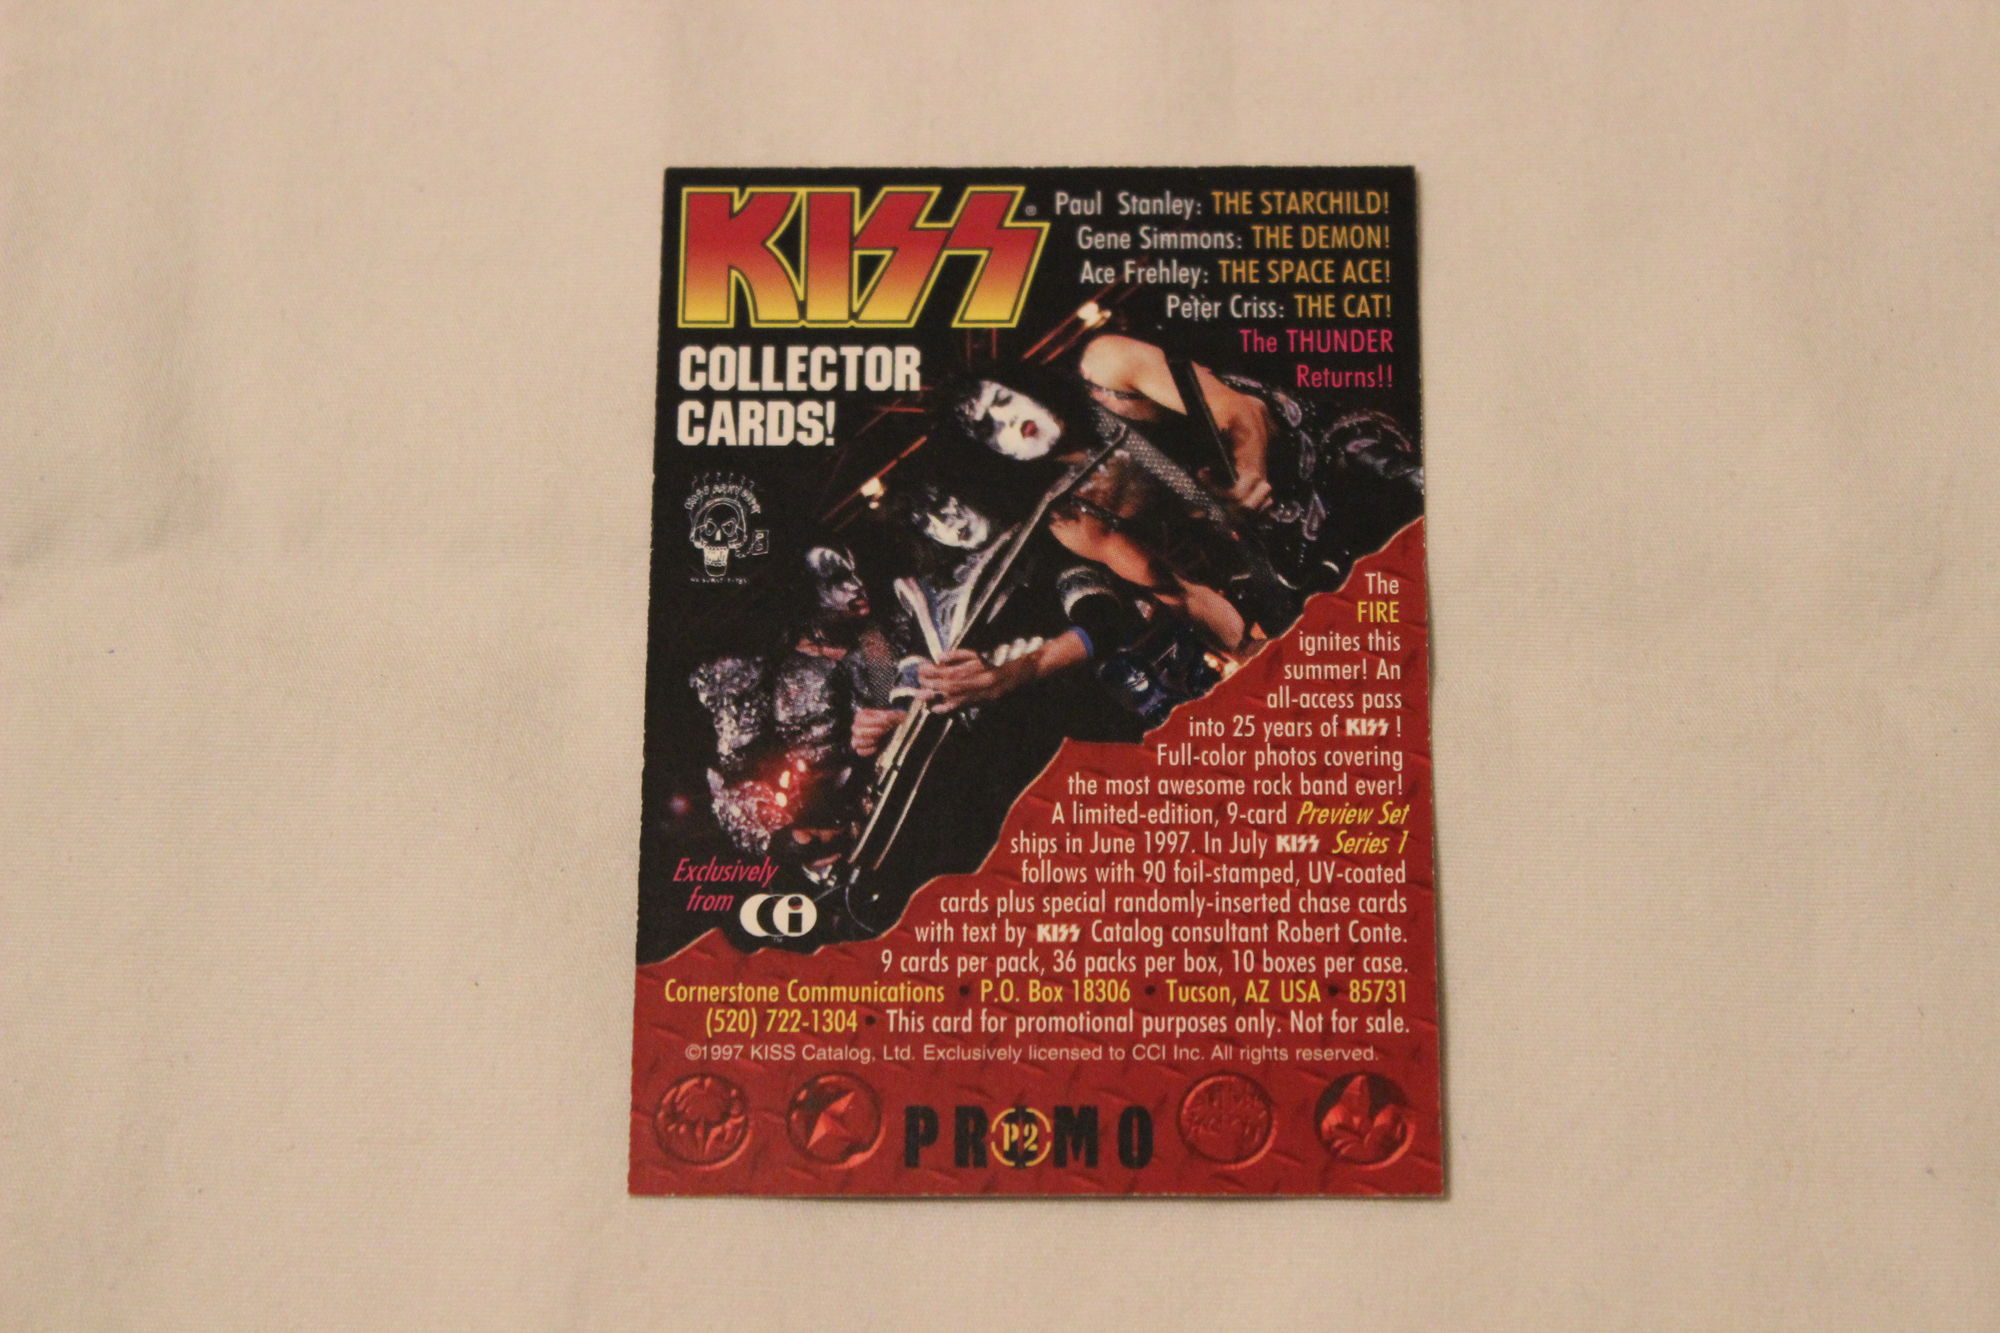 KISS®
COLLECTOR
CARDS!
Paul Stanley: THE STARCHILD!
Gene Simmons: THE DEMON!
Ace Frehley: THE SPACE ACE!
Peter Criss: THE CAT!
The THUNDER
Returns!!
The
FIRE
ignites this
summer! An
all-access pass
into 25 years of KISS !
Full-color photos covering
the most awesome rock band ever!
A limited-edition, 9-card Preview Set
ships in June 1997. In July KISS Series 1
follows with 90 foil-stamped, UV-coated
cards plus special randomly-inserted chase cards
with text by KISS Catalog consultant Robert Conte.
9 cards per pack, 36 packs per box, 10 boxes per case.
Exclusively
from CCi
TM
Cornerstone Communications • P.O. Box 18306 • Tucson, AZ USA • 85731
(520) 722-1304 • This card for promotional purposes only. Not for sale.
©1997 KISS Catalog, Ltd. Exclusively licensed to CCI Inc. All rights reserved.
PROMO
P2